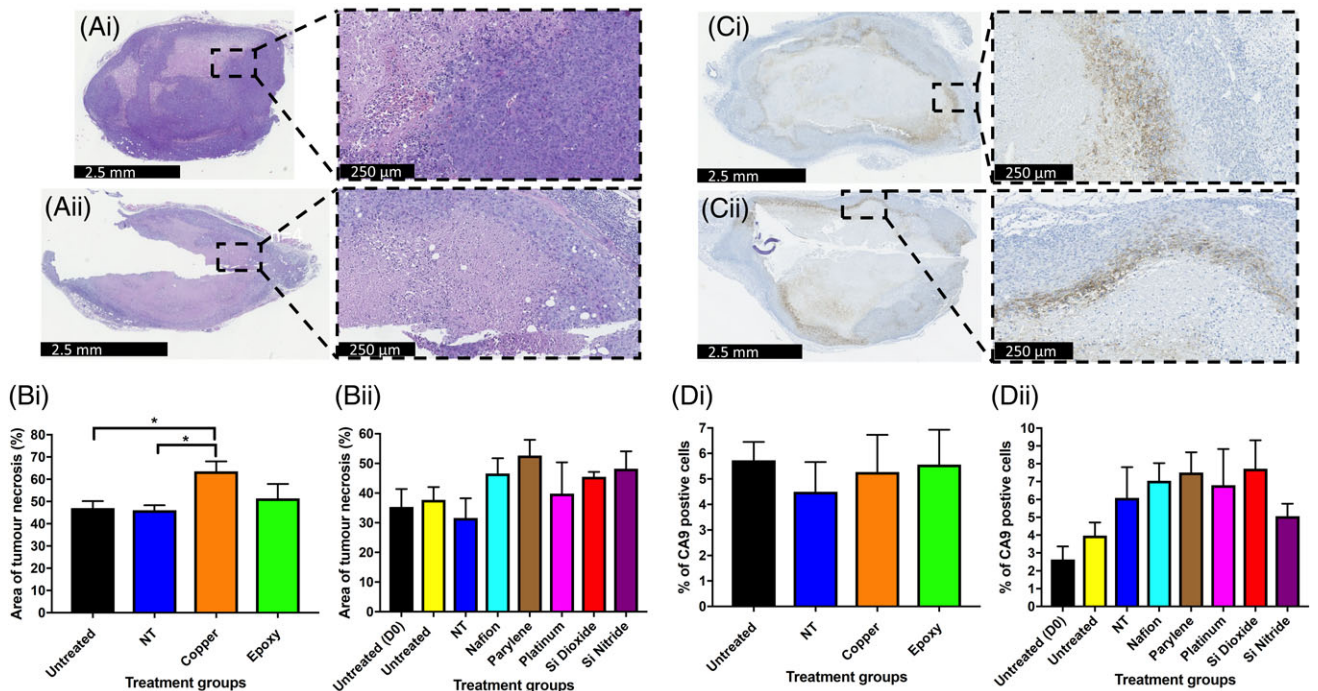 (Ai)
2.5 mm
250 µm
(Aii)
2.5 mm
250 µm
(Ci)
2.5 mm
250 µm
(Cii)
2.5 mm
250 µm
(Bi)
Area of tumour necrosis (%)
80
70
60
50
40
30
20
10
0
*
*
Untreated
NT
Copper
Epoxy
Treatment groups
(Bii)
Area of tumour necrosis (%)
60
50
40
30
20
10
0
Untreated (D0)
Untreated
NT
Nafion
Parylene
Platinum
Si Dioxide
Si Nitride
Treatment groups
(Di)
% of CA9 postive cells
7
6
5
4
3
2
1
0
Untreated
NT
Copper
Epoxy
Treatment groups
(Dii)
% of CA9 postive cells
10
9
8
7
6
5
4
3
2
1
0
Untreated (D0)
Untreated
NT
Nafion
Parylene
Platinum
Si Dioxide
Si Nitride
Treatment groups